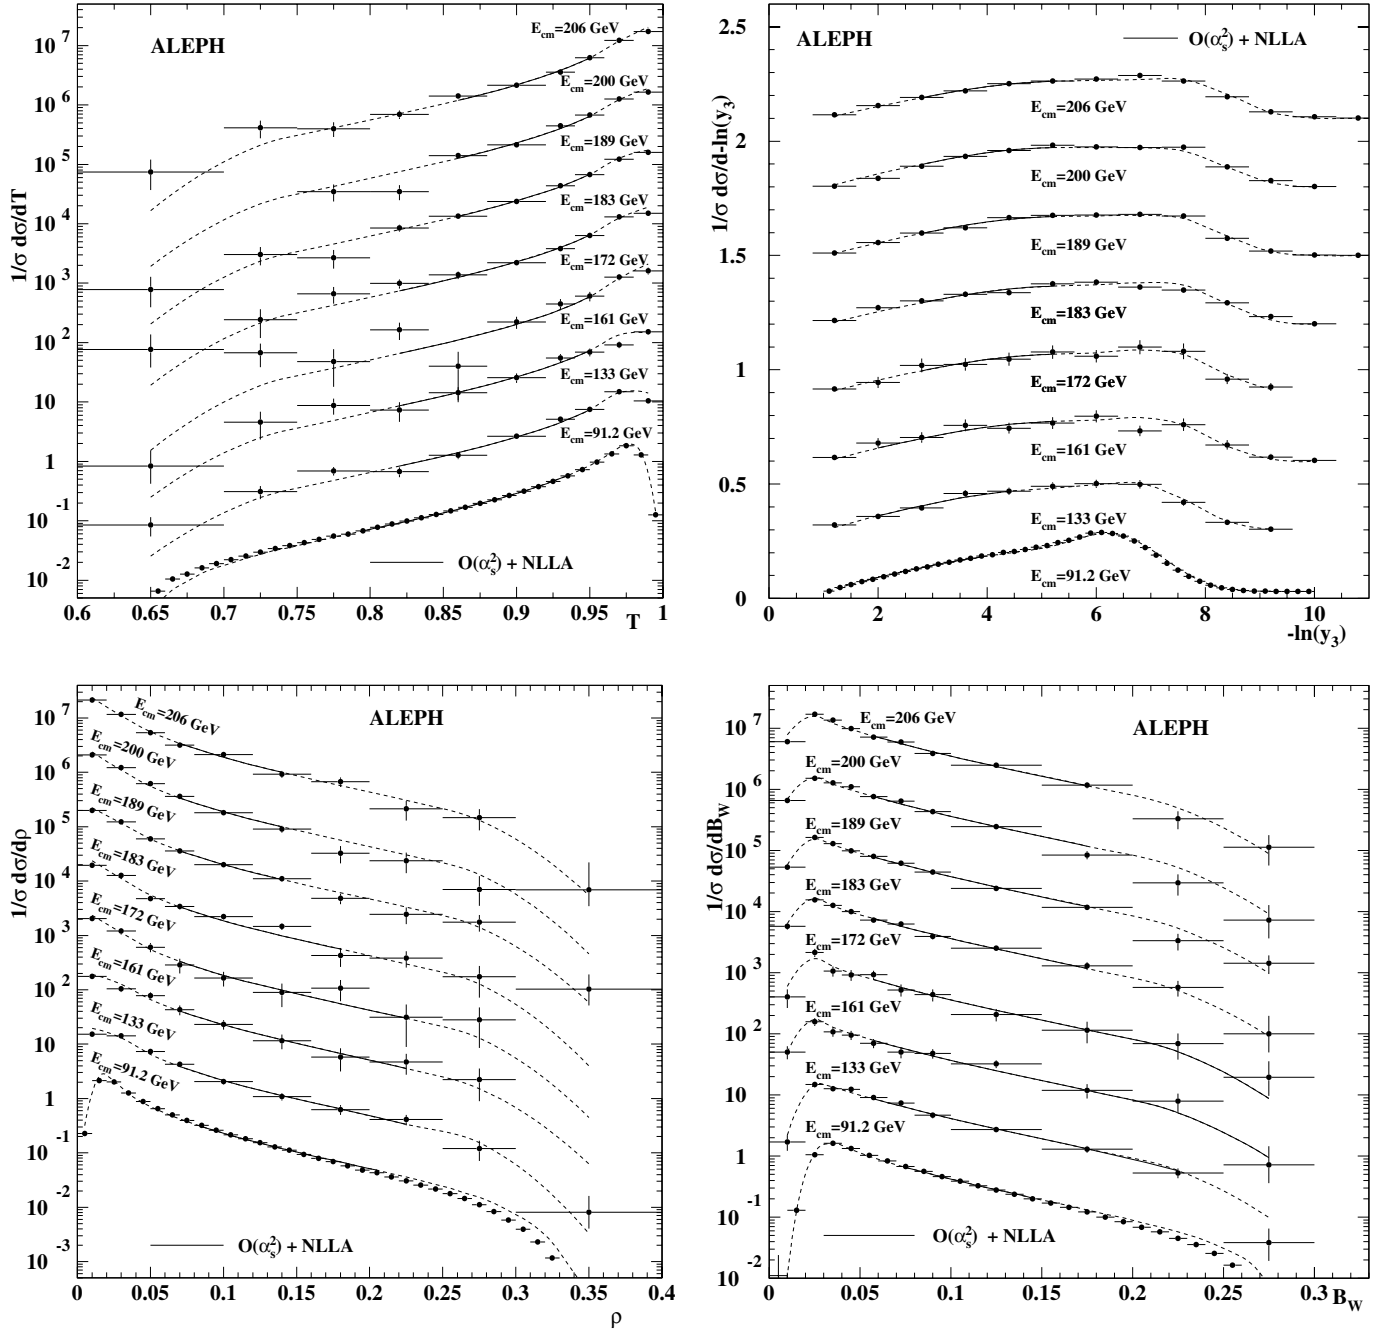 ALEPH
E_cm=206 GeV
E_cm=200 GeV
E_cm=189 GeV
E_cm=183 GeV
E_cm=172 GeV
E_cm=161 GeV
E_cm=133 GeV
E_cm=91.2 GeV
O(α_s^2) + NLLA
1/σ dσ/dT
10^7
10^6
10^5
10^4
10^3
10^2
10
1
10^-1
10^-2
10
0.6 0.65 0.7 0.75 0.8 0.85 0.9 0.95 1
T
ALEPH
O(α_s^2) + NLLA
E_cm=206 GeV
E_cm=200 GeV
E_cm=189 GeV
E_cm=183 GeV
E_cm=172 GeV
E_cm=161 GeV
E_cm=133 GeV
E_cm=91.2 GeV
1/σ dσ/d-ln(y_3)
2.5
2
1.5
1
0.5
0
0 2 4 6 8 10
-ln(y_3)
ALEPH
E_cm=206 GeV
E_cm=200 GeV
E_cm=189 GeV
E_cm=183 GeV
E_cm=172 GeV
E_cm=161 GeV
E_cm=133 GeV
E_cm=91.2 GeV
O(α_s^2) + NLLA
1/σ dσ/dρ
10^7
10^6
10^5
10^4
10^3
10^2
10
1
10^-1
10^-2
10^-3
10
0 0.05 0.1 0.15 0.2 0.25 0.3 0.35 0.4
ρ
ALEPH
E_cm=206 GeV
E_cm=200 GeV
E_cm=189 GeV
E_cm=183 GeV
E_cm=172 GeV
E_cm=161 GeV
E_cm=133 GeV
E_cm=91.2 GeV
O(α_s^2) + NLLA
1/σ dσ/dB_W
10^7
10^6
10^5
10^4
10^3
10^2
10
1
10^-1
10^-2
10
0 0.05 0.1 0.15 0.2 0.25 0.3
B_W